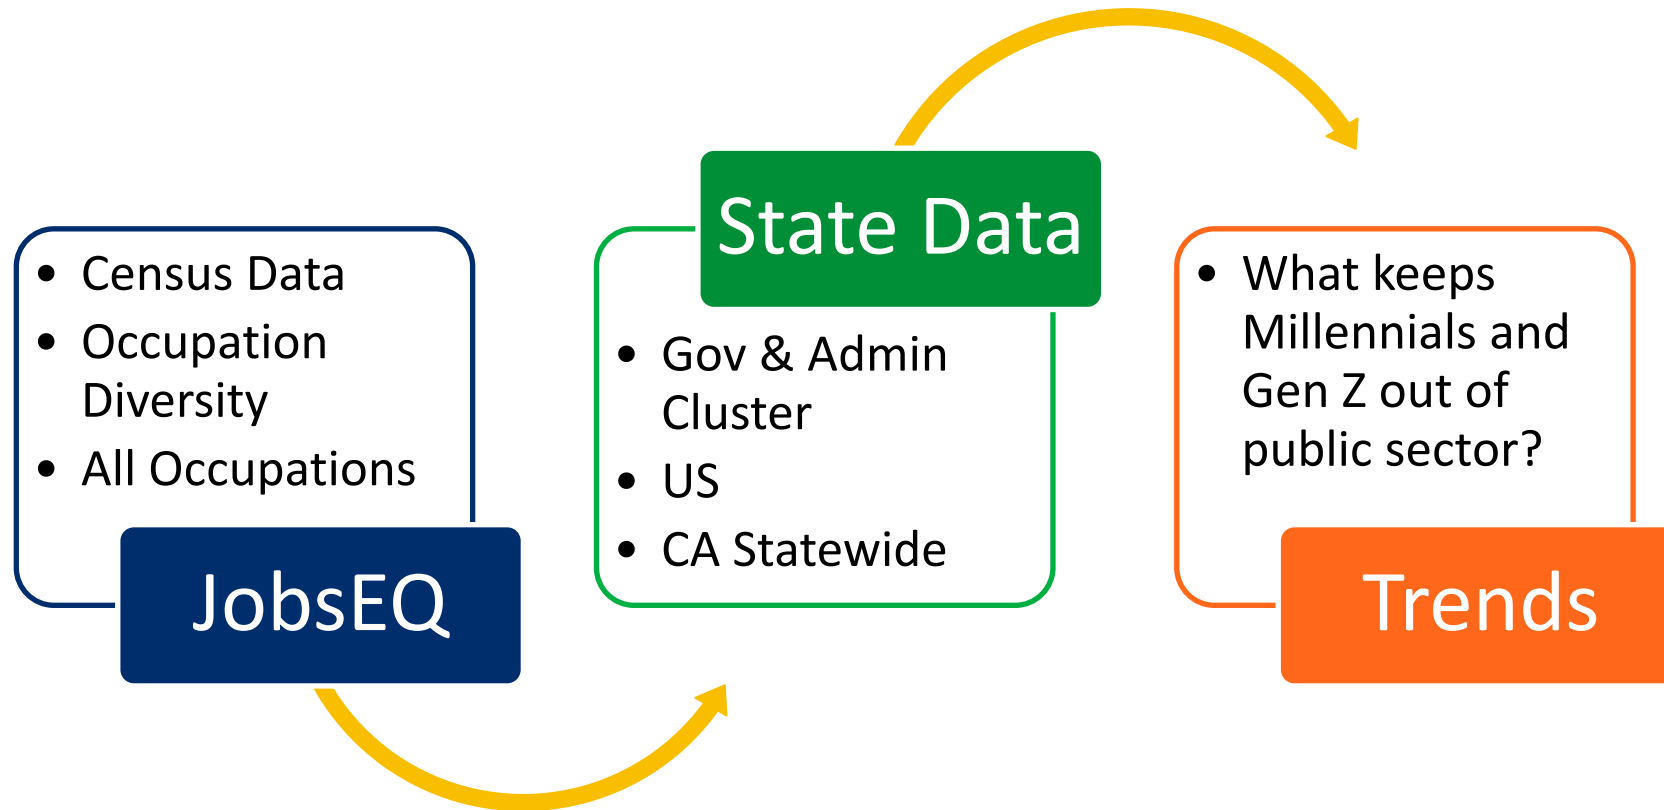 • Census Data
• Occupation
Diversity
• All Occupations
JobsEQ
State Data
• Gov & Admin
Cluster
• US
• CA Statewide
• What keeps
Millennials and
Gen Z out of
public sector?
Trends